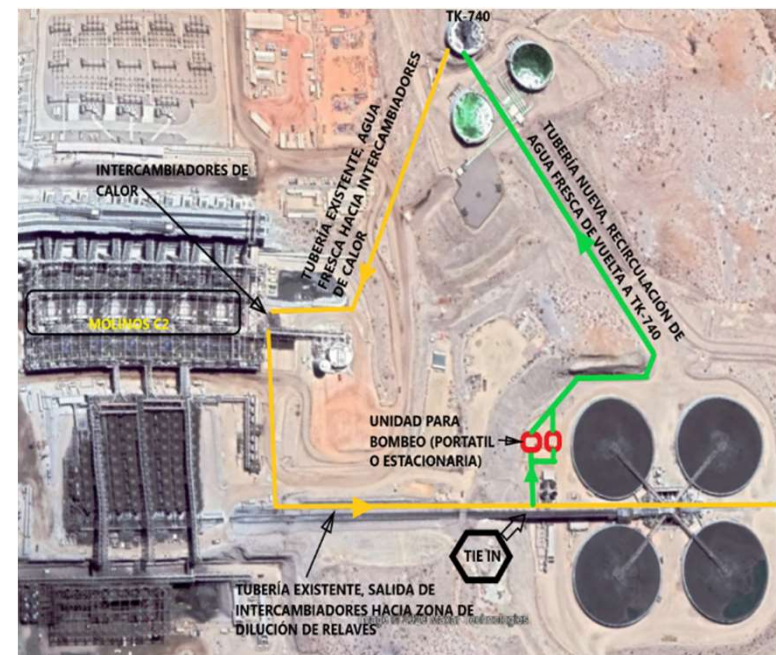 TK-740
TUBERÍA EXISTENTE, AGUA
FRESCA HACIA INTERCAMBIADORES
DE CALOR
TUBERÍA NUEVA, RECIRCULACIÓN DE
AGUA FRESCA DE VUELTA A TK-740
INTERCAMBIADORES DE
CALOR
MOLINOS C2
UNIDAD PARA
BOMBEO (PORTATIL
O ESTACIONARIA)
TIE IN
TUBERÍA EXISTENTE, SALIDA DE
INTERCAMBIADORES HACIA ZONA DE
DILUCIÓN DE RELAVES
Technologies